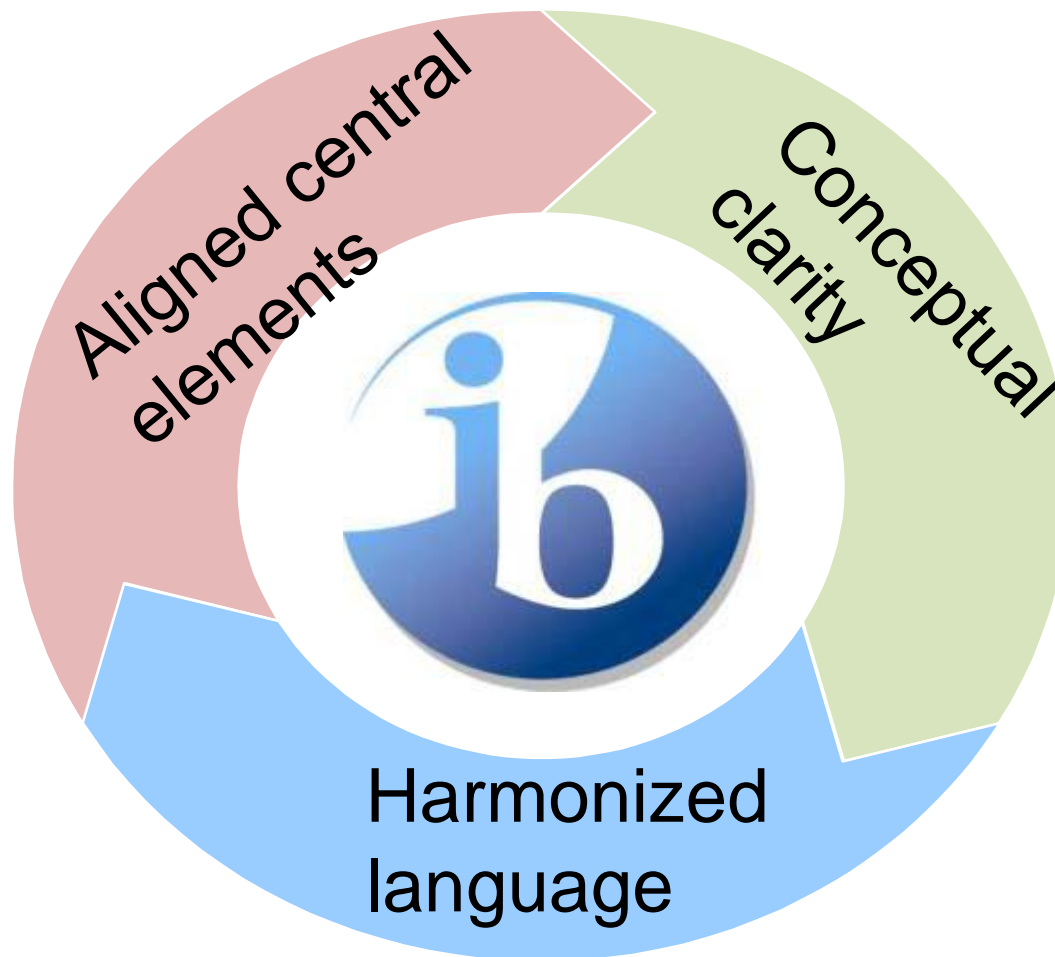 Aligned central
elements
Conceptual
clarity
ib
Harmonized
language